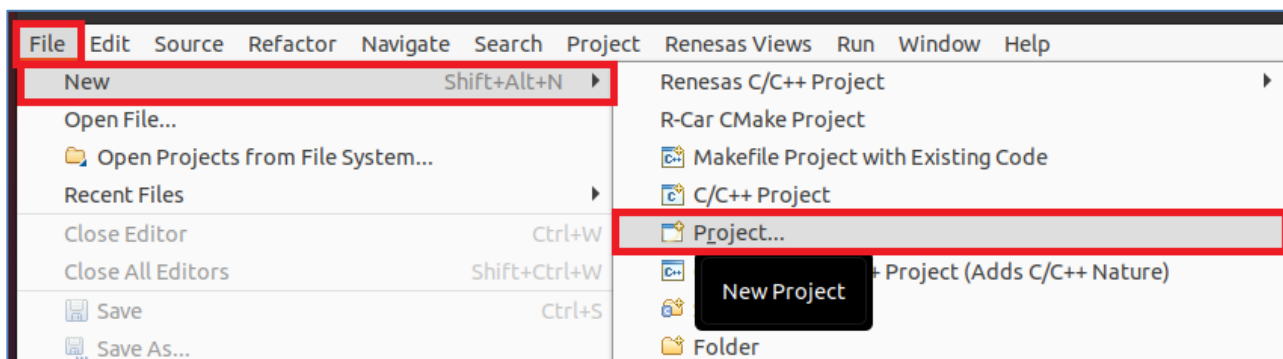 File Edit Source Refactor Navigate Search Project Renesas Views Run Window Help
New Shift+Alt+N
Open File...
Open Projects from File System...
Recent Files
Close Editor Ctrl+W
Close All Editors Shift+Ctrl+W
Save Ctrl+S
Save As...
Renesas C/C++ Project
R-Car CMake Project
Makefile Project with Existing Code
C/C++ Project
Project...
Project (Adds C/C++ Nature)
New Project
Folder